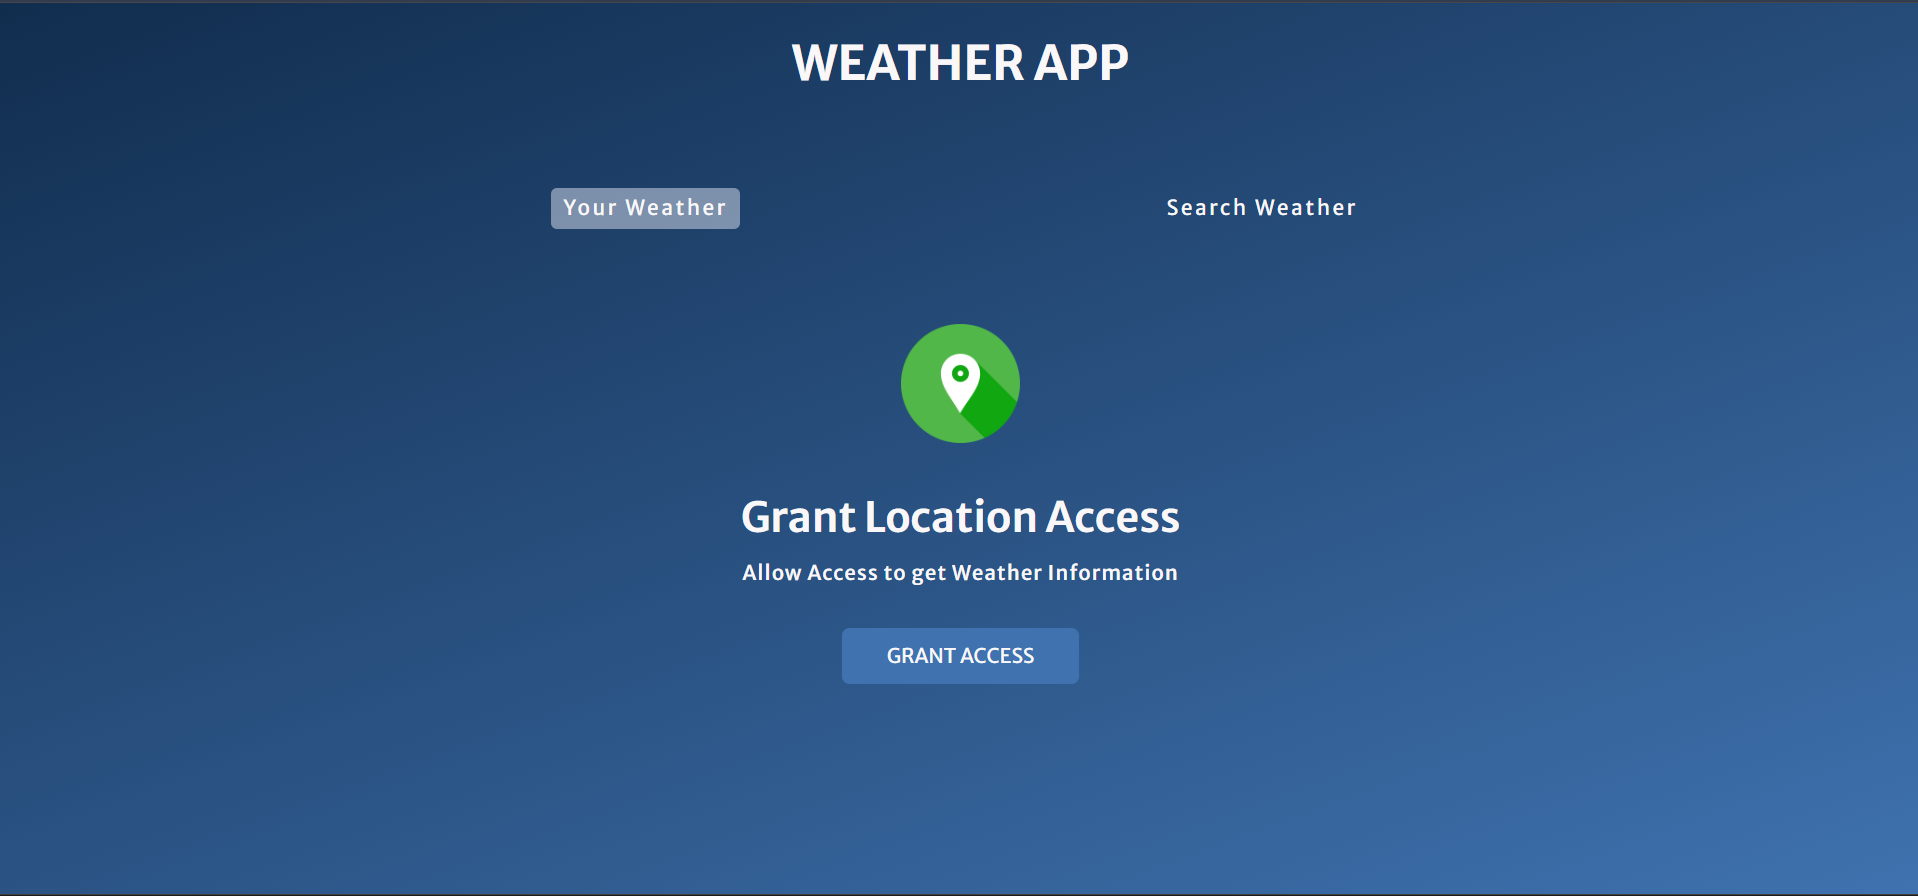 WEATHER APP
Your Weather
Search Weather
Grant Location Access
Allow Access to get Weather Information
GRANT ACCESS